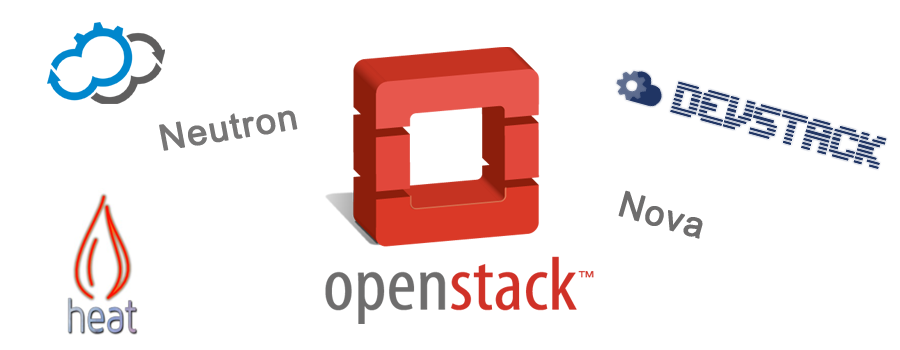 Neutron
DEVSTACK
Nova
heat
openstack™